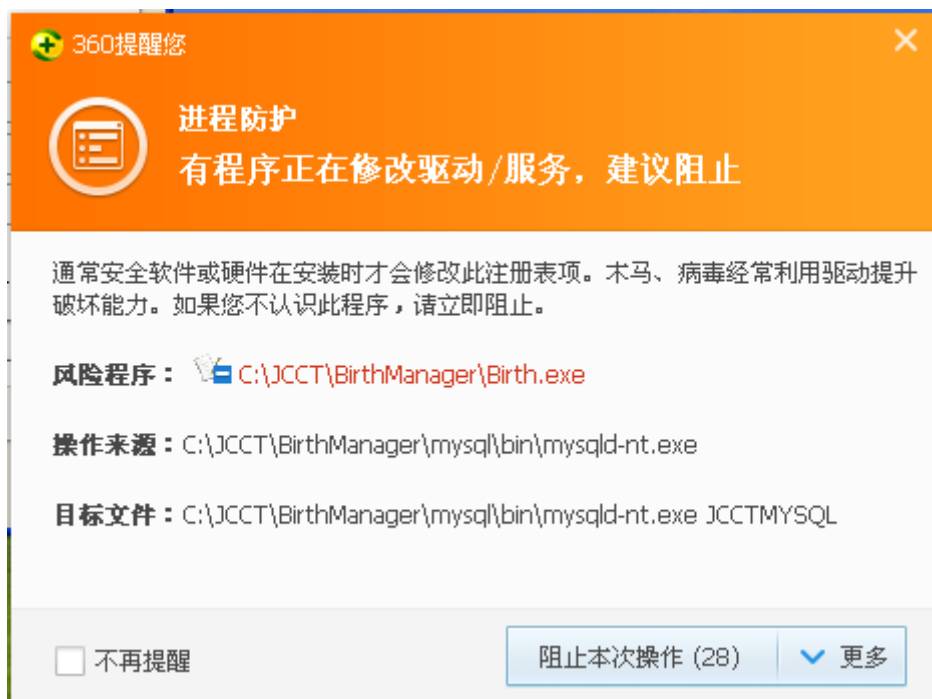 360提醒您
进程防护
有程序正在修改驱动/服务，建议阻止
通常安全软件或硬件在安装时才会修改此注册表项。木马、病毒经常利用驱动提升
破坏能力。如果您不认识此程序，请立即阻止。
风险程序： C:\JCCT\BirthManager\Birth.exe
操作来源：C:\JCCT\BirthManager\mysql\bin\mysqld-nt.exe
目标文件：C:\JCCT\BirthManager\mysql\bin\mysqld-nt.exe JCCTMYSQL
不再提醒 阻止本次操作 (28) 更多